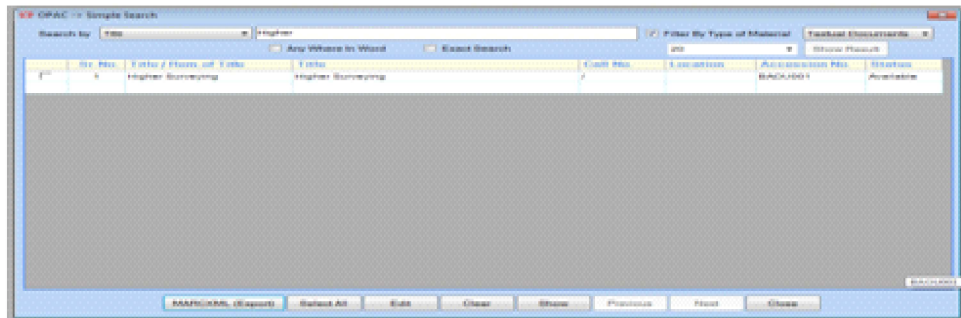 OPAC -> Simple Search
Search by Title Higher Filter By Type of Material Textual Documents
Any Where In Word Exact Search 20 Show Result
Sr. No. Title / Rem. of Title Title Call No. Location Accession No. Status
1 Higher Surveying Higher Surveying / BAOU001 Available
BAOU001
MARCXML (Export) Select All Edit Clear Show Previous Next Close